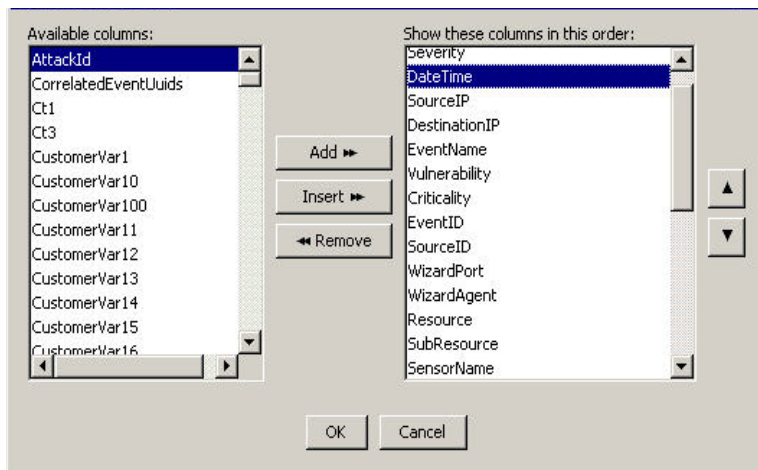 Available columns:
AttackId
CorrelatedEventUuids
Ct1
Ct3
CustomerVar1
CustomerVar10
CustomerVar100
CustomerVar11
CustomerVar12
CustomerVar13
CustomerVar14
CustomerVar15
CustomerVar16
Add
Insert
Remove
Show these columns in this order:
Severity
DateTime
SourceIP
DestinationIP
EventName
Vulnerability
Criticality
EventID
SourceID
WizardPort
WizardAgent
Resource
SubResource
SensorName
OK
Cancel